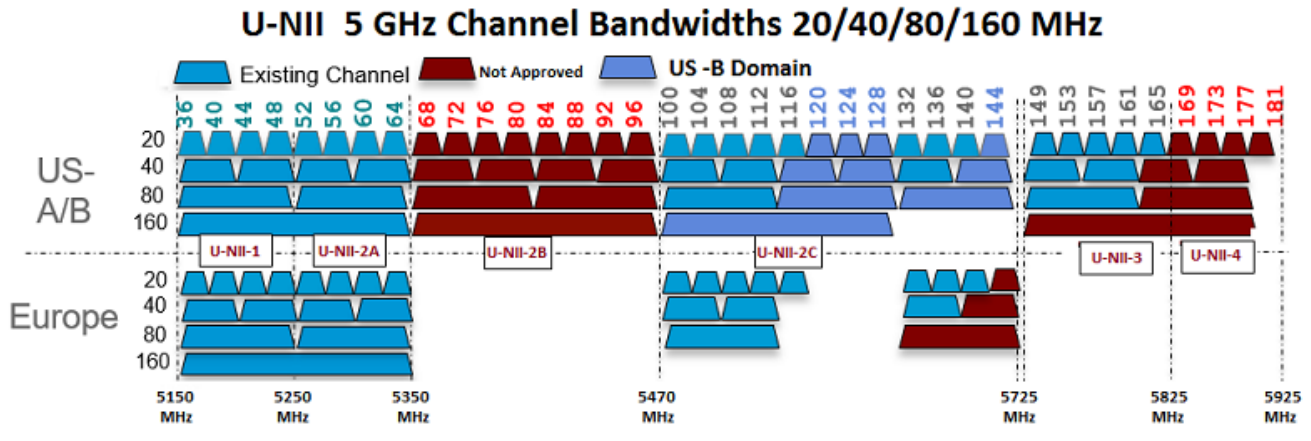 U-NII 5 GHz Channel Bandwidths 20/40/80/160 MHz
Existing Channel Not Approved US -B Domain
36 40 44 48 52 56 60 64 68 72 76 80 84 88 92 96 100 104 108 112 116 120 124 128 132 136 140 144 149 153 157 161 165 169 173 177 181
US-
A/B
20
40
80
160
U-NII-1 U-NII-2A U-NII-2B U-NII-2C U-NII-3 U-NII-4
Europe
20
40
80
160
5150 5250 5350 5470 5725 5825 5925
MHz MHz MHz MHz MHz MHz MHz